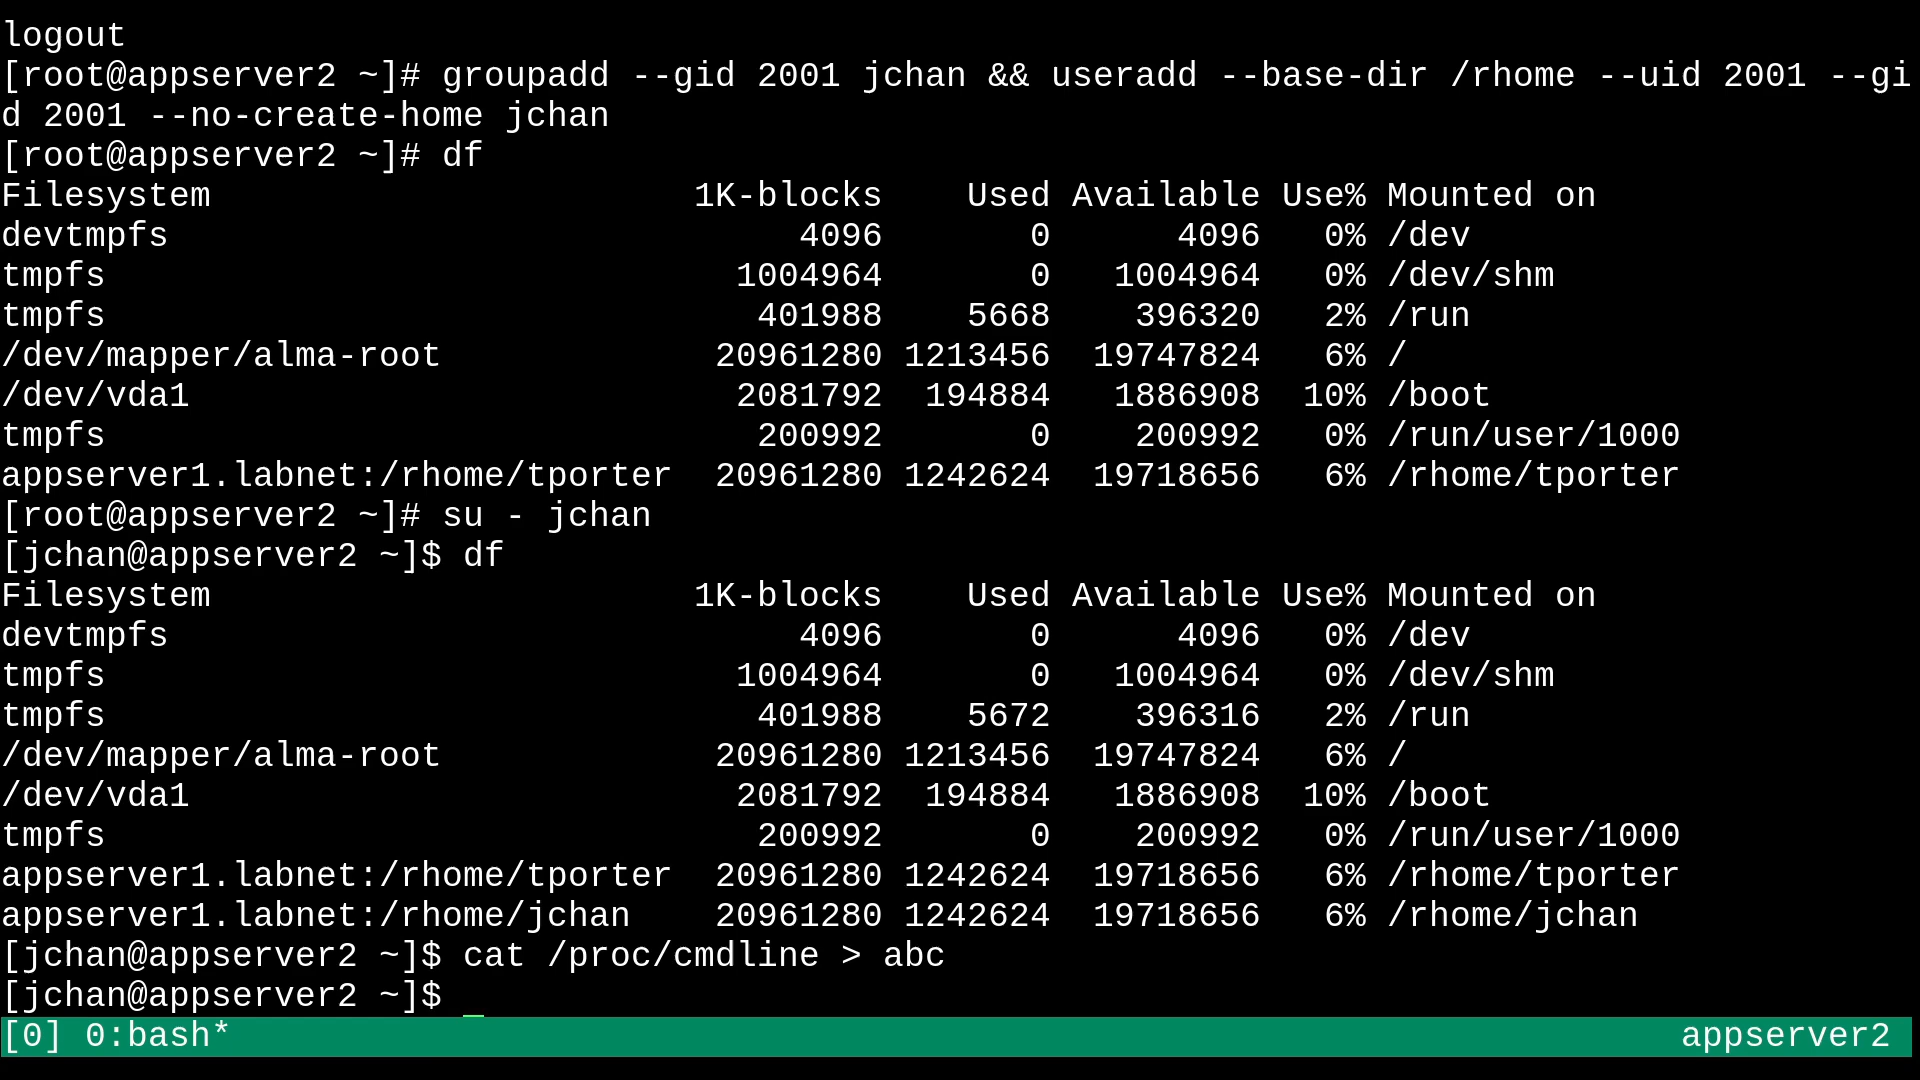 logout
[root@appserver2 ~]# groupadd --gid 2001 jchan && useradd --base-dir /rhome --uid 2001 --gi
d 2001 --no-create-home jchan
[root@appserver2 ~]# df
Filesystem                       1K-blocks    Used Available Use% Mounted on
devtmpfs                              4096       0      4096   0% /dev
tmpfs                              1004964       0   1004964   0% /dev/shm
tmpfs                               401988    5668    396320   2% /run
/dev/mapper/alma-root             20961280 1213456  19747824   6% /
/dev/vda1                          2081792  194884   1886908  10% /boot
tmpfs                               200992       0    200992   0% /run/user/1000
appserver1.labnet:/rhome/tporter  20961280 1242624  19718656   6% /rhome/tporter
[root@appserver2 ~]# su - jchan
[jchan@appserver2 ~]$ df
Filesystem                       1K-blocks    Used Available Use% Mounted on
devtmpfs                              4096       0      4096   0% /dev
tmpfs                              1004964       0   1004964   0% /dev/shm
tmpfs                               401988    5672    396316   2% /run
/dev/mapper/alma-root             20961280 1213456  19747824   6% /
/dev/vda1                          2081792  194884   1886908  10% /boot
tmpfs                               200992       0    200992   0% /run/user/1000
appserver1.labnet:/rhome/tporter  20961280 1242624  19718656   6% /rhome/tporter
appserver1.labnet:/rhome/jchan    20961280 1242624  19718656   6% /rhome/jchan
[jchan@appserver2 ~]$ cat /proc/cmdline > abc
[jchan@appserver2 ~]$
[0] 0:bash* appserver2